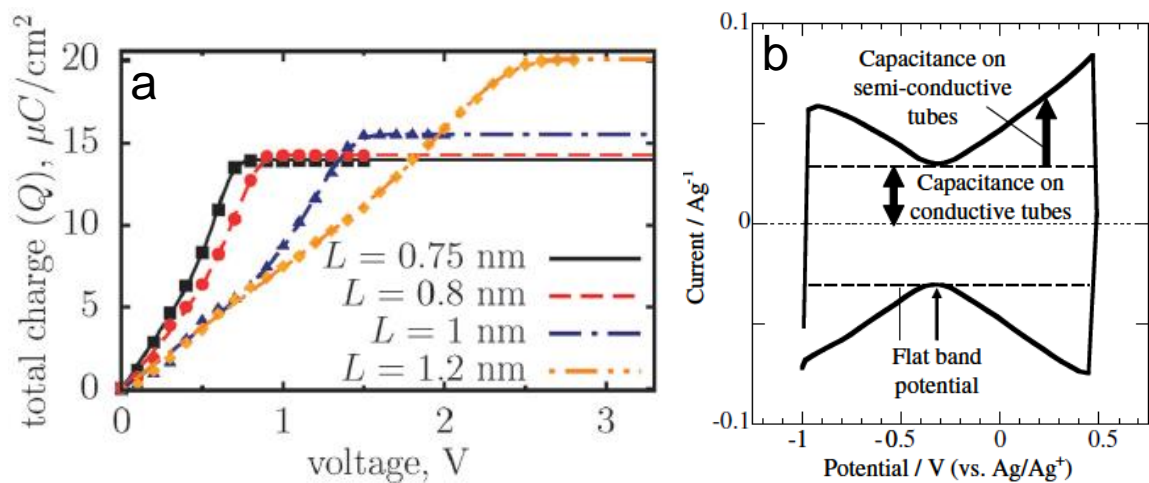 a
total charge (Q), μC/cm²
20
15
10
5
0
L = 0.75 nm
L = 0.8 nm
L = 1 nm
L = 1.2 nm
0
1
2
3
voltage, V
b
0.1
0
-0.1
Current / Ag⁻¹
Capacitance on
semi-conductive
tubes
Capacitance on
conductive tubes
Flat band
potential
-1
-0.5
0
0.5
Potential / V (vs. Ag/Ag⁺)